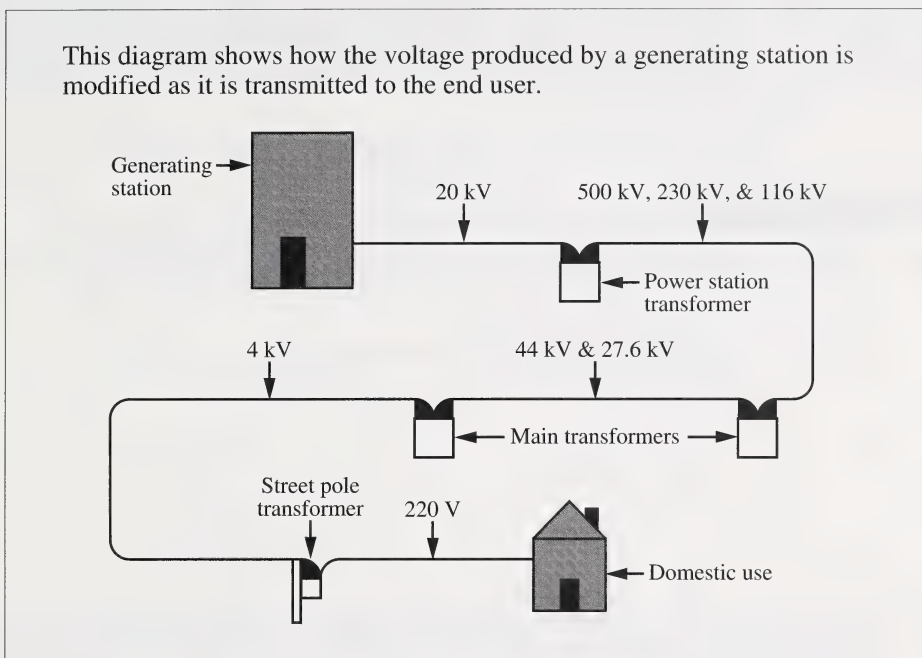 This diagram shows how the voltage produced by a generating station is
modified as it is transmitted to the end user.
Generating
station
20 kV
500 kV, 230 kV, & 116 kV
Power station
transformer
4 kV
44 kV & 27.6 kV
Main transformers
Street pole
transformer
220 V
Domestic use